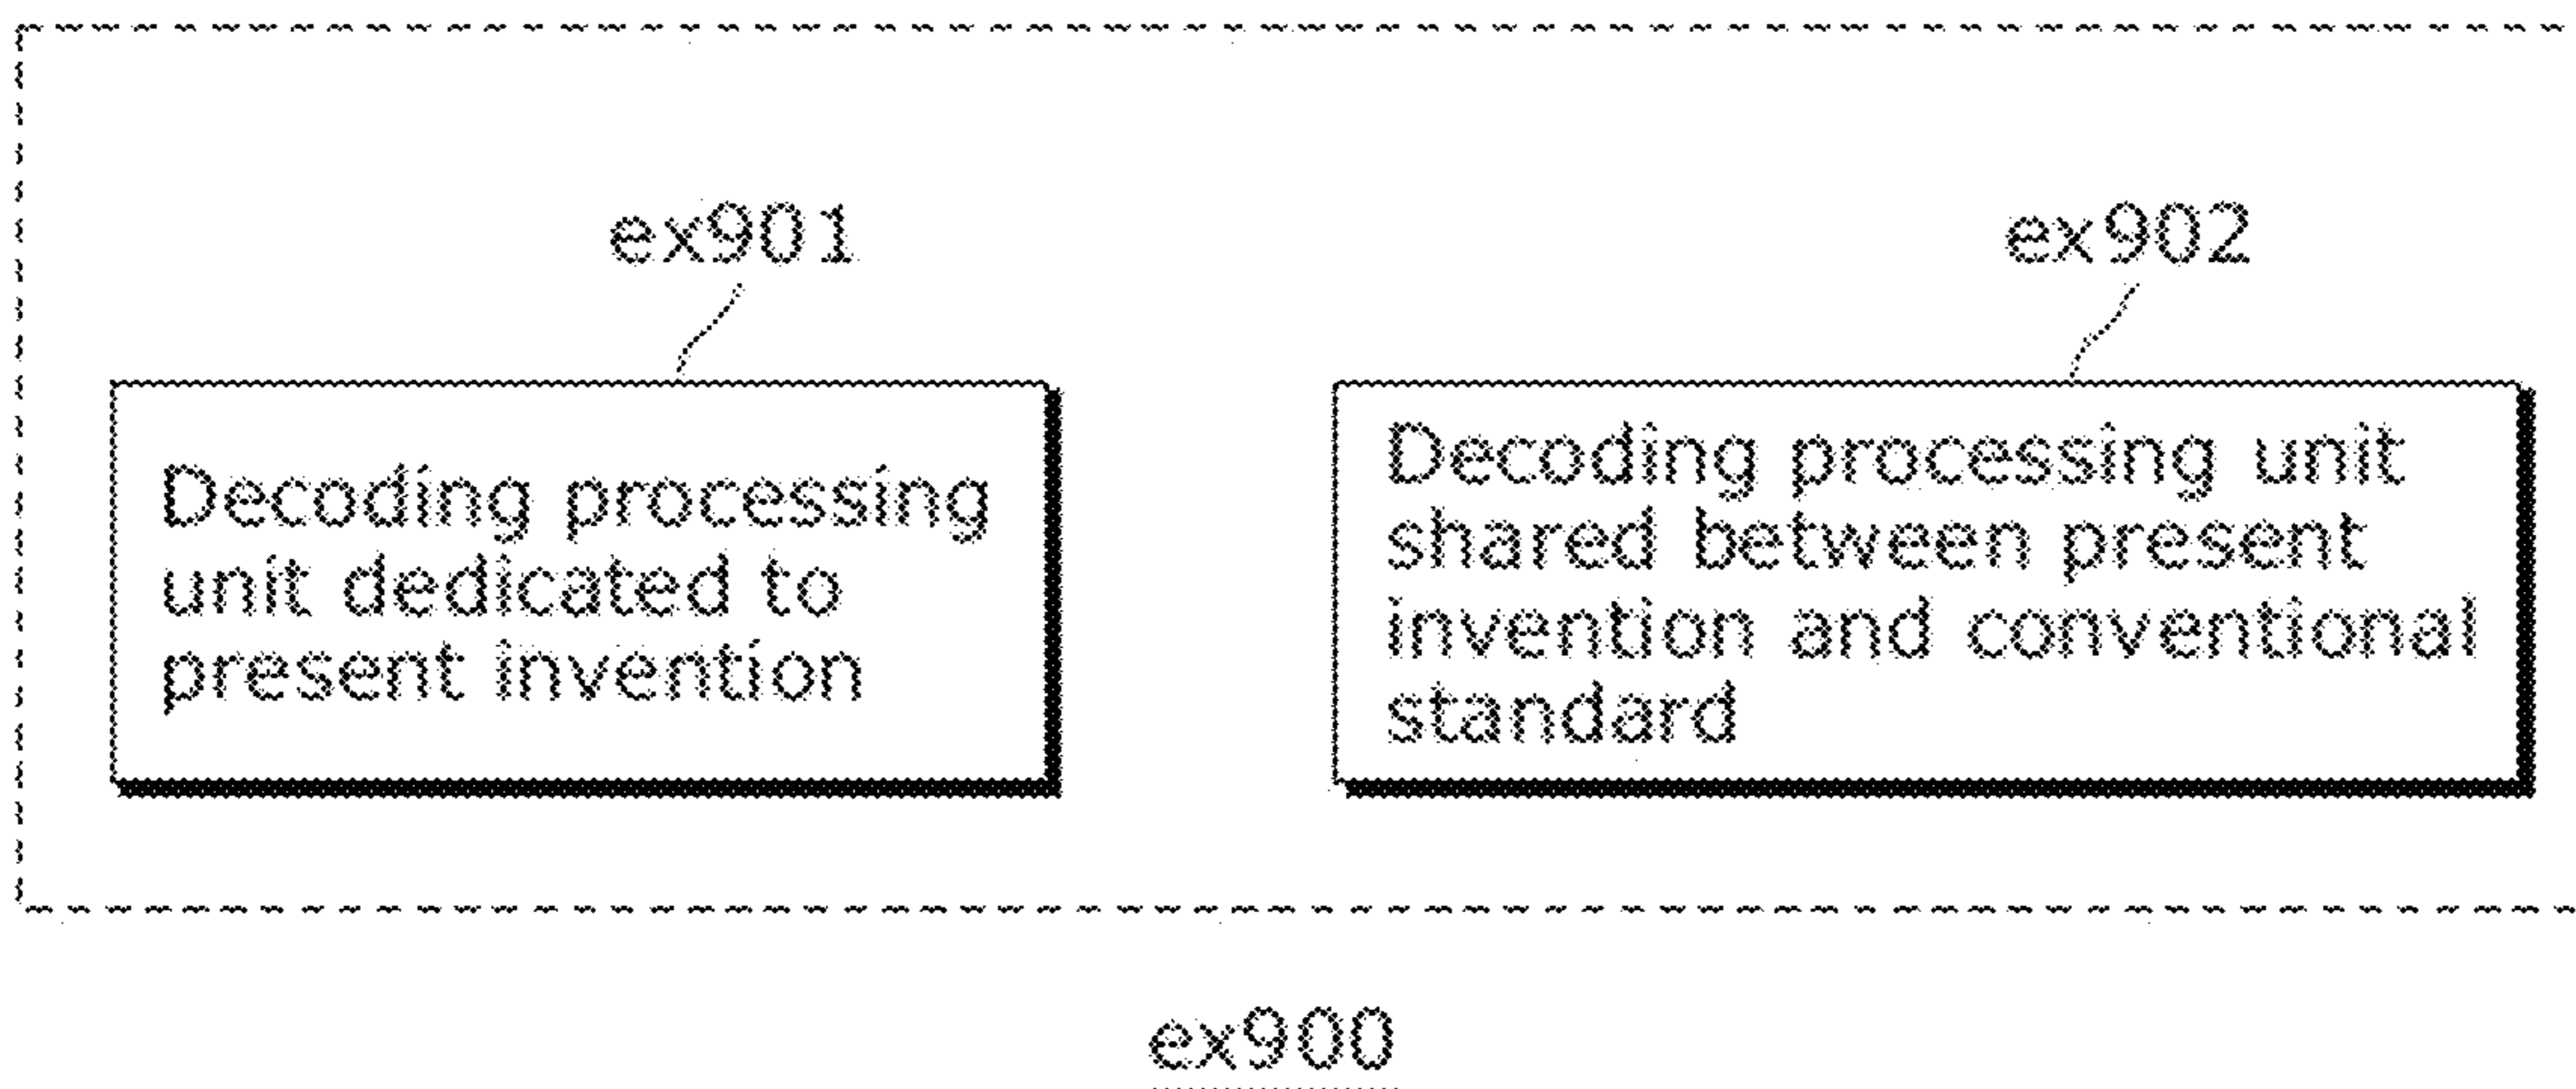 ex901
ex902
Decoding processing
unit dedicated to
present invention
Decoding processing unit
shared between present
invention and conventional
standard
ex900